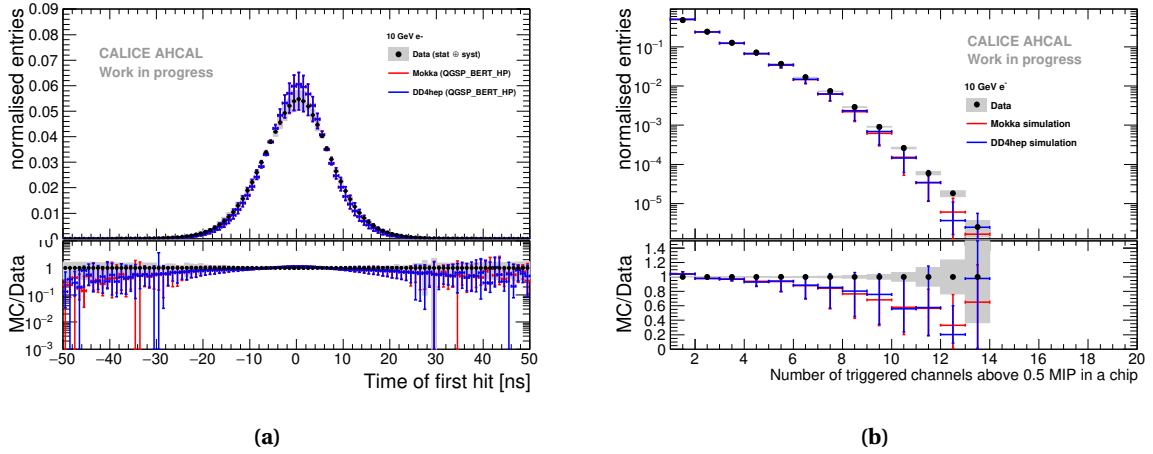 0.09
0.08
0.07
0.06
0.05
0.04
0.03
0.02
0.01
0
normalised entries
CALICE AHCAL
Work in progress
10 GeV e-
Data (stat ⊕ syst)
Mokka (QGSP_BERT_HP)
DD4hep (QGSP_BERT_HP)
10
1
10⁻¹
10⁻²
10⁻³
MC/Data
−50 −40 −30 −20 −10 0 10 20 30 40 50
Time of first hit [ns]
(a)
10⁻¹
10⁻²
10⁻³
10⁻⁴
10⁻⁵
normalised entries
CALICE AHCAL
Work in progress
10 GeV e⁻
Data
Mokka simulation
DD4hep simulation
1.4
1.2
1.0
0.8
0.6
0.4
0.2
0
MC/Data
2 4 6 8 10 12 14 16 18 20
Number of triggered channels above 0.5 MIP in a chip
(b)